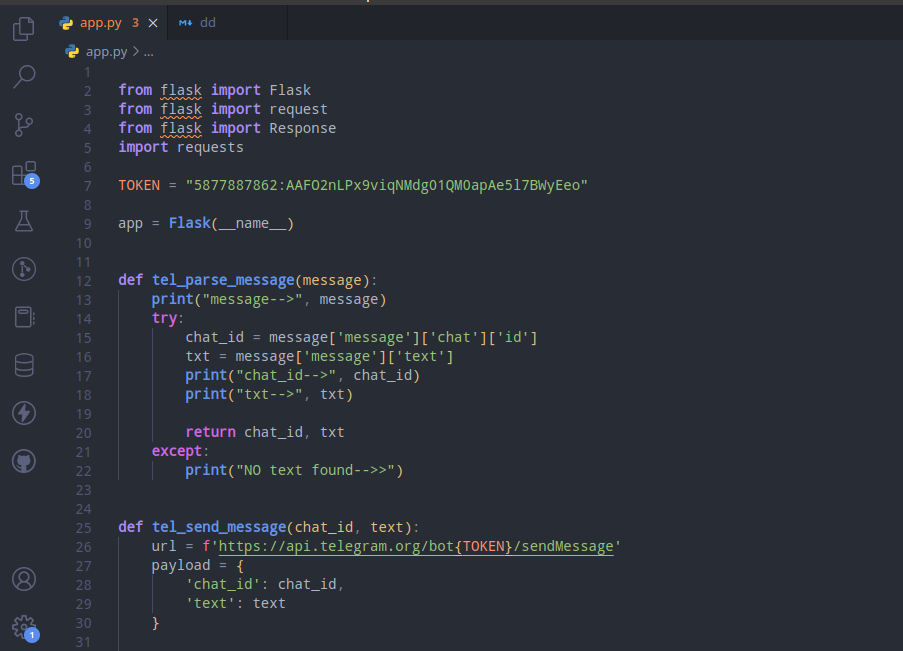 app.py 3
dd
app.py > ...
1
2 from flask import Flask
3 from flask import request
4 from flask import Response
5 import requests
6
7 TOKEN = "5877887862:AAFO2nLPx9viqNMdgO1QM0apAe5l7BWyEeo"
8
9 app = Flask(__name__)
10
11
12 def tel_parse_message(message):
13 print("message-->", message)
14 try:
15 chat_id = message['message']['chat']['id']
16 txt = message['message']['text']
17 print("chat_id-->", chat_id)
18 print("txt-->", txt)
19
20 return chat_id, txt
21 except:
22 print("NO text found-->>")
23
24
25 def tel_send_message(chat_id, text):
26 url = f'https://api.telegram.org/bot{TOKEN}/sendMessage'
27 payload = {
28 'chat_id': chat_id,
29 'text': text
30 }
31
5
1